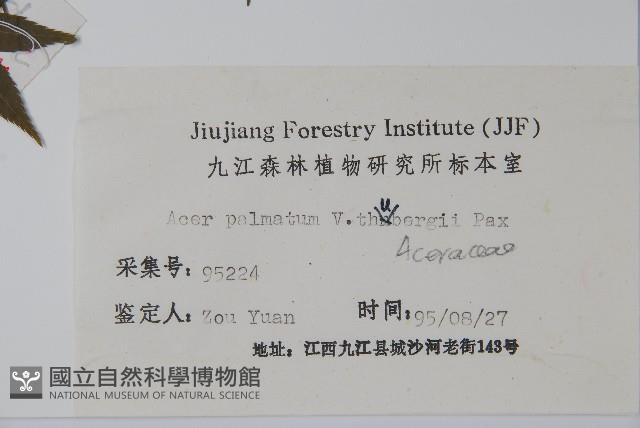 Jiujiang Forestry Institute (JJF)
九江森林植物研究所标本室
Acer palmatum V.thubergii Pax
Aceraceae
采集号: 95224
鉴定人: Zou Yuan 时间: 95/08/27
地址: 江西九江县城沙河老街143号
國立自然科學博物館
NATIONAL MUSEUM OF NATURAL SCIENCE